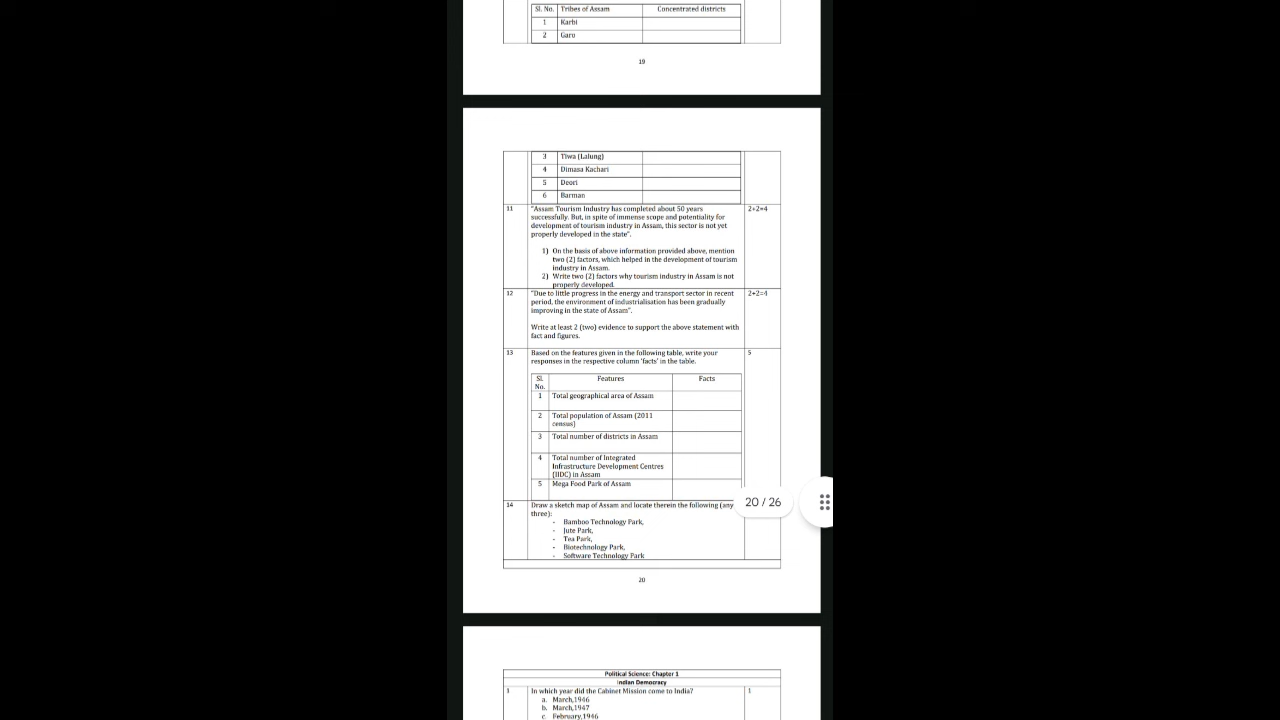 Sl. No. Tribes of Assam Concentrated districts
1 Karbi
2 Garo
19
3 Tiwa (Lalung)
4 Dimasa Kachari
5 Deori
6 Barman
11 "Assam Tourism Industry has completed about 50 years 2+2=4
successfully. But, in spite of immense scope and potentiality for
development of tourism industry in Assam, this sector is not yet
properly developed in the state".
1) On the basis of above information provided above, mention
two (2) factors, which helped in the development of tourism
industry in Assam.
2) Write two (2) factors why tourism industry in Assam is not
properly developed.
12 "Due to little progress in the energy and transport sector in recent 2+2=4
period, the environment of industrialisation has been gradually
improving in the state of Assam".
Write at least 2 (two) evidence to support the above statement with
fact and figures.
13 Based on the features given in the following table, write your 5
responses in the respective column 'facts' in the table.
Sl. Features Facts
No.
1 Total geographical area of Assam
2 Total population of Assam (2011
census)
3 Total number of districts in Assam
4 Total number of Integrated
Infrastructure Development Centres
(IIDC) in Assam
5 Mega Food Park of Assam
20 / 26
14 Draw a sketch map of Assam and locate therein the following (any
three):
- Bamboo Technology Park,
- Jute Park,
- Tea Park,
- Biotechnology Park,
- Software Technology Park
20
Political Science: Chapter 1
Indian Democracy
1 In which year did the Cabinet Mission come to India? 1
a. March,1946
b. March,1947
c. February,1946